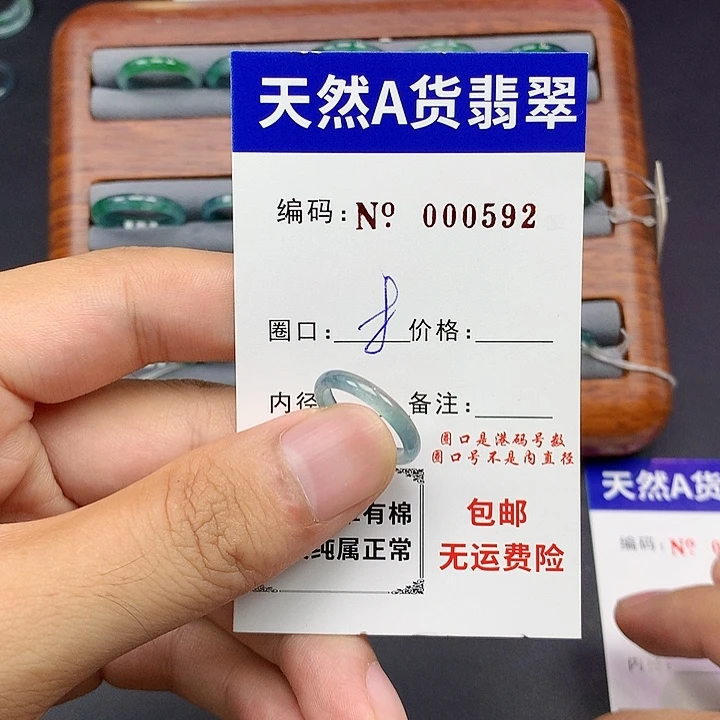 天然A货翡翠
编码: Nº 000592
圈口: 8 价格:
内径 备注:
圈口是港码号数
圈口号不是内直径
有棉
纯属正常
包邮
无运费险
天然A货
编码: Nº